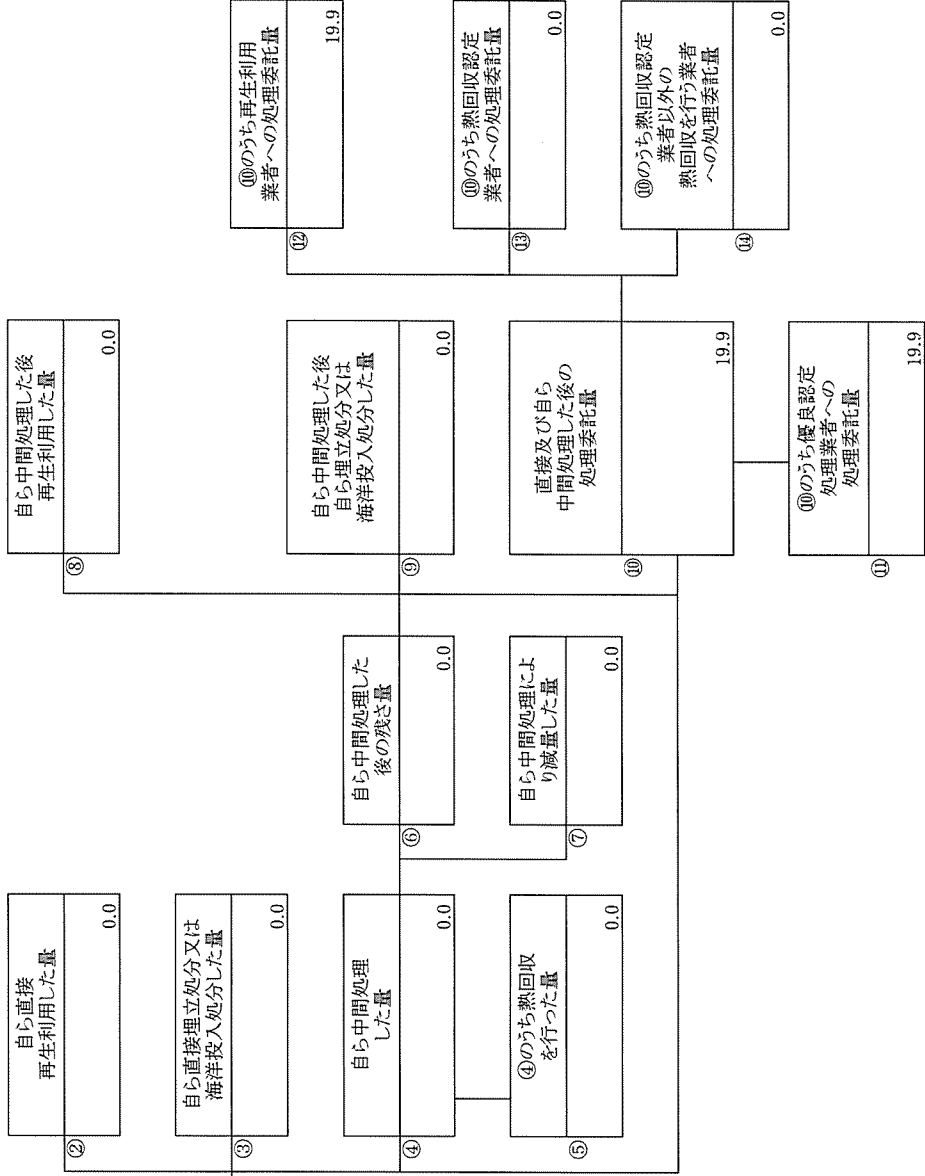 ②
自ら直接
再生利用した量
0.0
③
自ら直接埋立処分又は
海洋投入処分した量
0.0
④
自ら中間処理
した量
0.0
⑤
④のうち熱回収
を行った量
0.0
⑥
自ら中間処理した
後の残さ量
0.0
⑦
自ら中間処理によ
り減量した量
0.0
⑧
自ら中間処理した後
再生利用した量
0.0
⑨
自ら中間処理した後
自ら埋立処分又は
海洋投入処分した量
0.0
⑩
直接及び自ら
中間処理した後の
処理委託量
19.9
⑪
⑩のうち優良認定
処理業者への
処理委託量
19.9
⑫
⑩のうち再生利用
業者への処理委託量
19.9
⑬
⑩のうち熱回収認定
業者への処理委託量
0.0
⑭
⑩のうち熱回収認定
業者以外の
熱回収を行う業者
への処理委託量
0.0